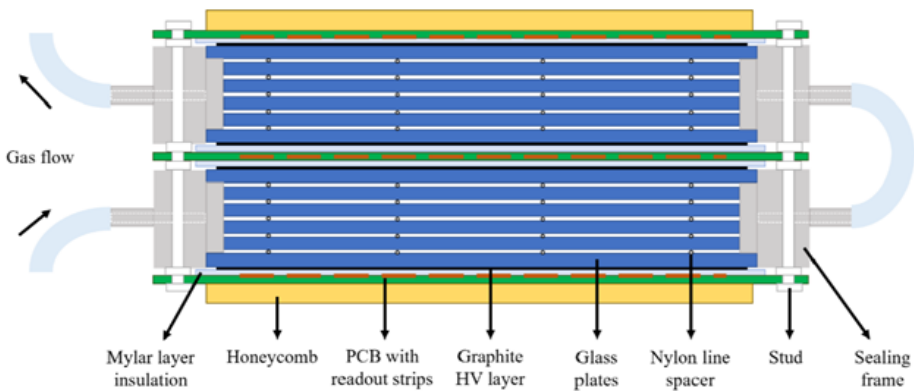 Gas flow
Mylar layer
insulation
Honeycomb
PCB with
readout strips
Graphite
HV layer
Glass
plates
Nylon line
spacer
Stud
Sealing
frame